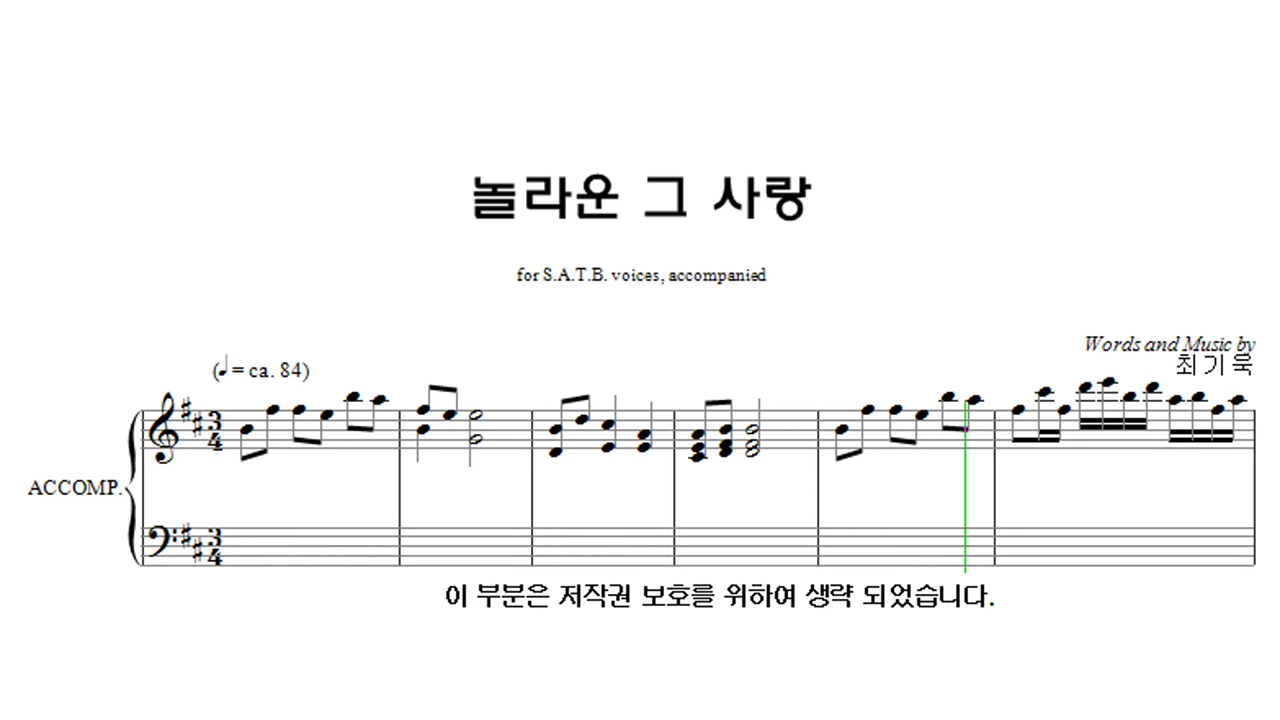 놀라운 그 사랑
for S.A.T.B. voices, accompanied
Words and Music by
최기욱
(♩= ca. 84)
ACCOMP.
이 부분은 저작권 보호를 위하여 생략 되었습니다.